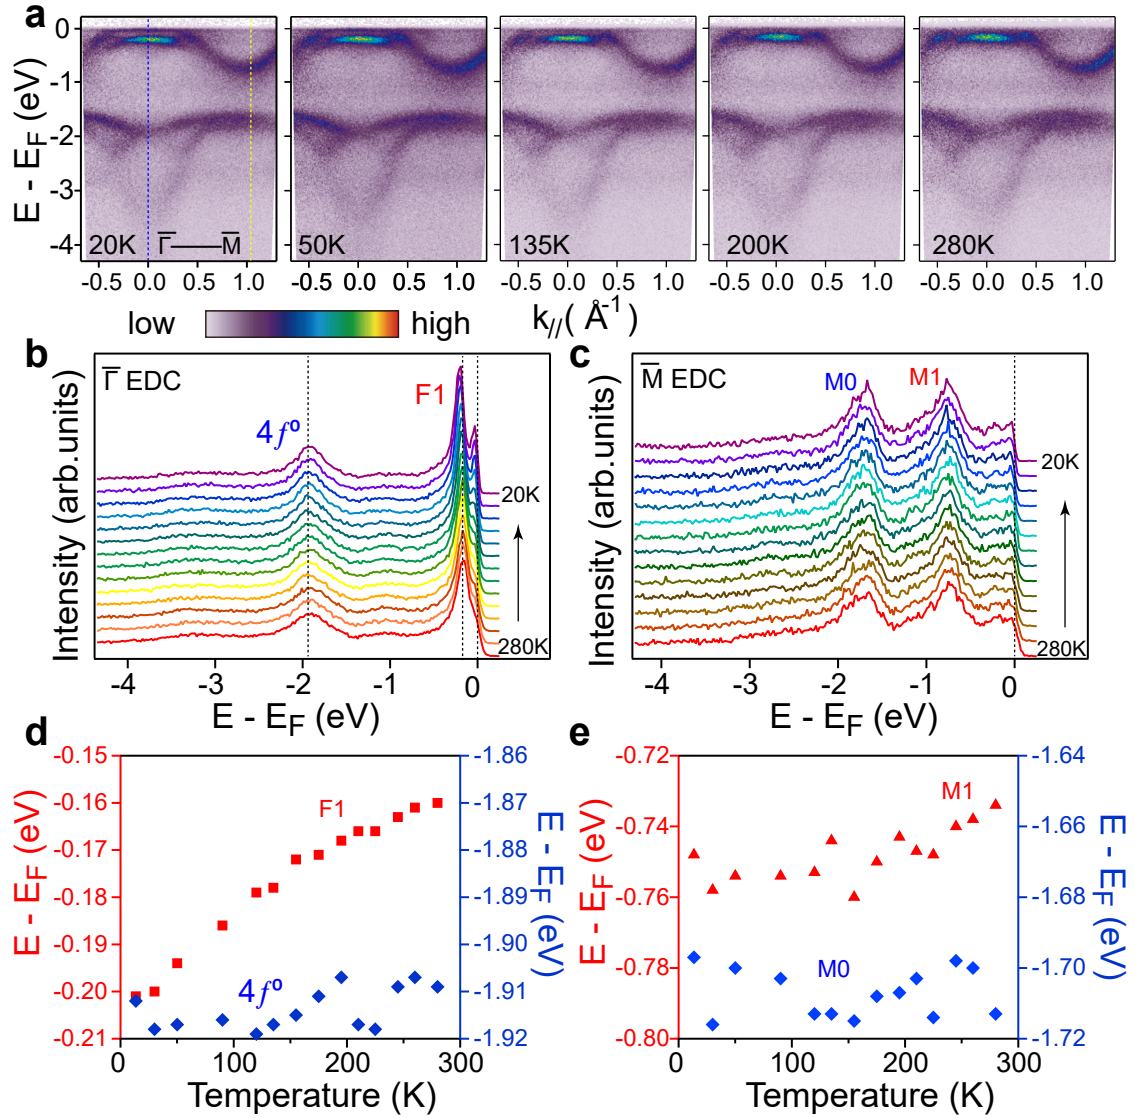 a
E - E_F (eV)
0
-1
-2
-3
-4
20K Γ̅ M̅
50K
135K
200K
280K
-0.5 0.0 0.5 1.0
-0.5 0.0 0.5 1.0
-0.5 0.0 0.5 1.0
-0.5 0.0 0.5 1.0
-0.5 0.0 0.5 1.0
low high
k_//( Å⁻¹)
b
Γ̅ EDC
4f⁰
F1
20K
280K
Intensity (arb.units)
-4 -3 -2 -1 0
E - E_F (eV)
c
M̅ EDC
M0
M1
20K
280K
Intensity (arb.units)
-4 -3 -2 -1 0
E - E_F (eV)
d
-0.15
-0.16
-0.17
-0.18
-0.19
-0.20
-0.21
E - E_F (eV)
F1
4f⁰
-1.86
-1.87
-1.88
-1.89
-1.90
-1.91
-1.92
E - E_F (eV)
0 100 200 300
Temperature (K)
e
-0.72
-0.74
-0.76
-0.78
-0.80
E - E_F (eV)
M1
M0
-1.64
-1.66
-1.68
-1.70
-1.72
E - E_F (eV)
0 100 200 300
Temperature (K)